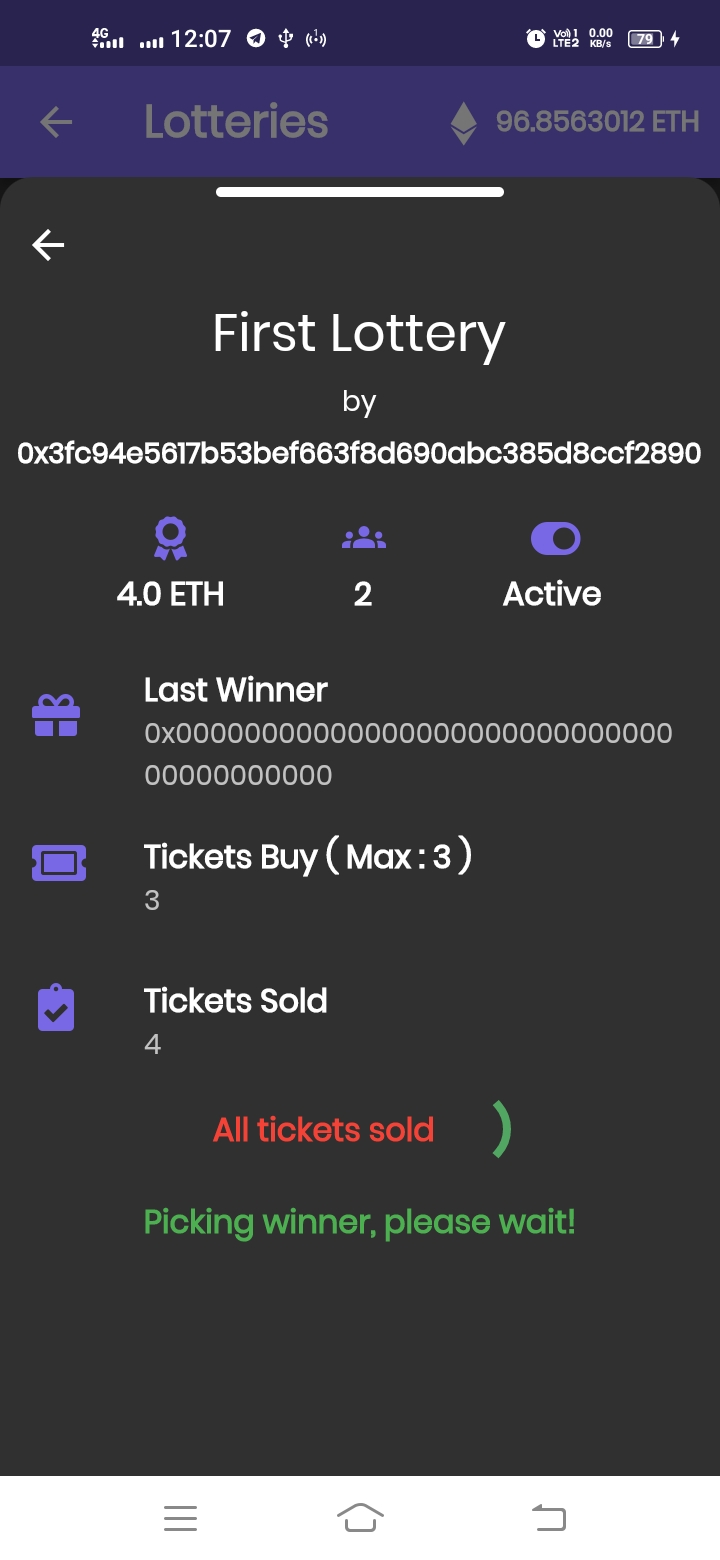 4G 12:07 Vo) 1 LTE2 0.00 KB/s 79
Lotteries 96.8563012 ETH
First Lottery
by
0x3fc94e5617b53bef663f8d690abc385d8ccf2890
4.0 ETH 2 Active
Last Winner
0x00000000000000000000000000000
00000000000
Tickets Buy ( Max : 3 )
3
Tickets Sold
4
All tickets sold
Picking winner, please wait!